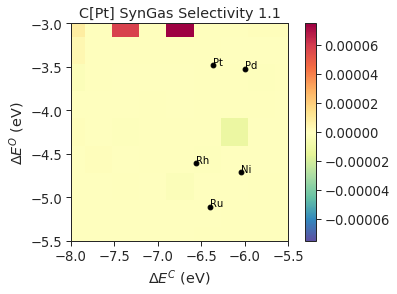 C[Pt] SynGas Selectivity 1.1
−3.0
−3.5
−4.0
−4.5
−5.0
−5.5
ΔE^O (eV)
Pt
Pd
Rh
Ni
Ru
−8.0 −7.5 −7.0 −6.5 −6.0 −5.5
ΔE^C (eV)
0.00006
0.00004
0.00002
0.00000
−0.00002
−0.00004
−0.00006